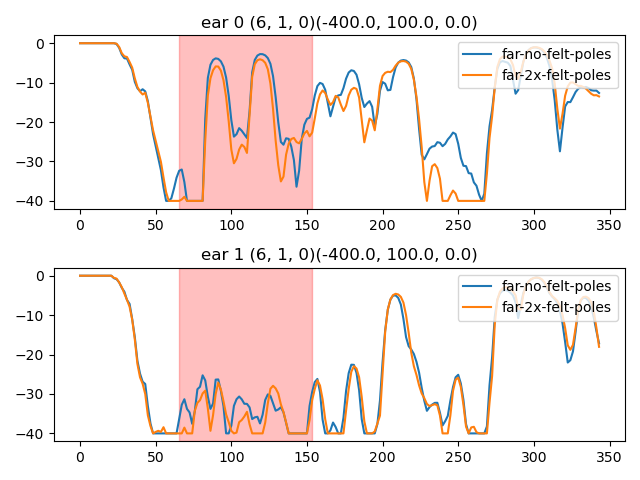 ear 0 (6, 1, 0)(-400.0, 100.0, 0.0)
0
−10
−20
−30
−40
far-no-felt-poles
far-2x-felt-poles
0 50 100 150 200 250 300 350
ear 1 (6, 1, 0)(-400.0, 100.0, 0.0)
0
−10
−20
−30
−40
far-no-felt-poles
far-2x-felt-poles
0 50 100 150 200 250 300 350